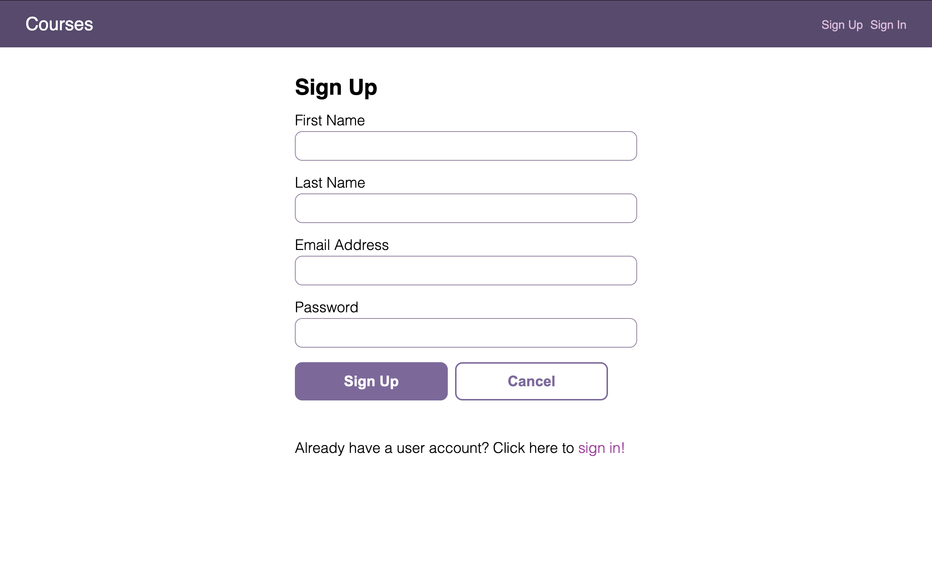 Courses
Sign Up Sign In
Sign Up
First Name
Last Name
Email Address
Password
Sign Up
Cancel
Already have a user account? Click here to sign in!